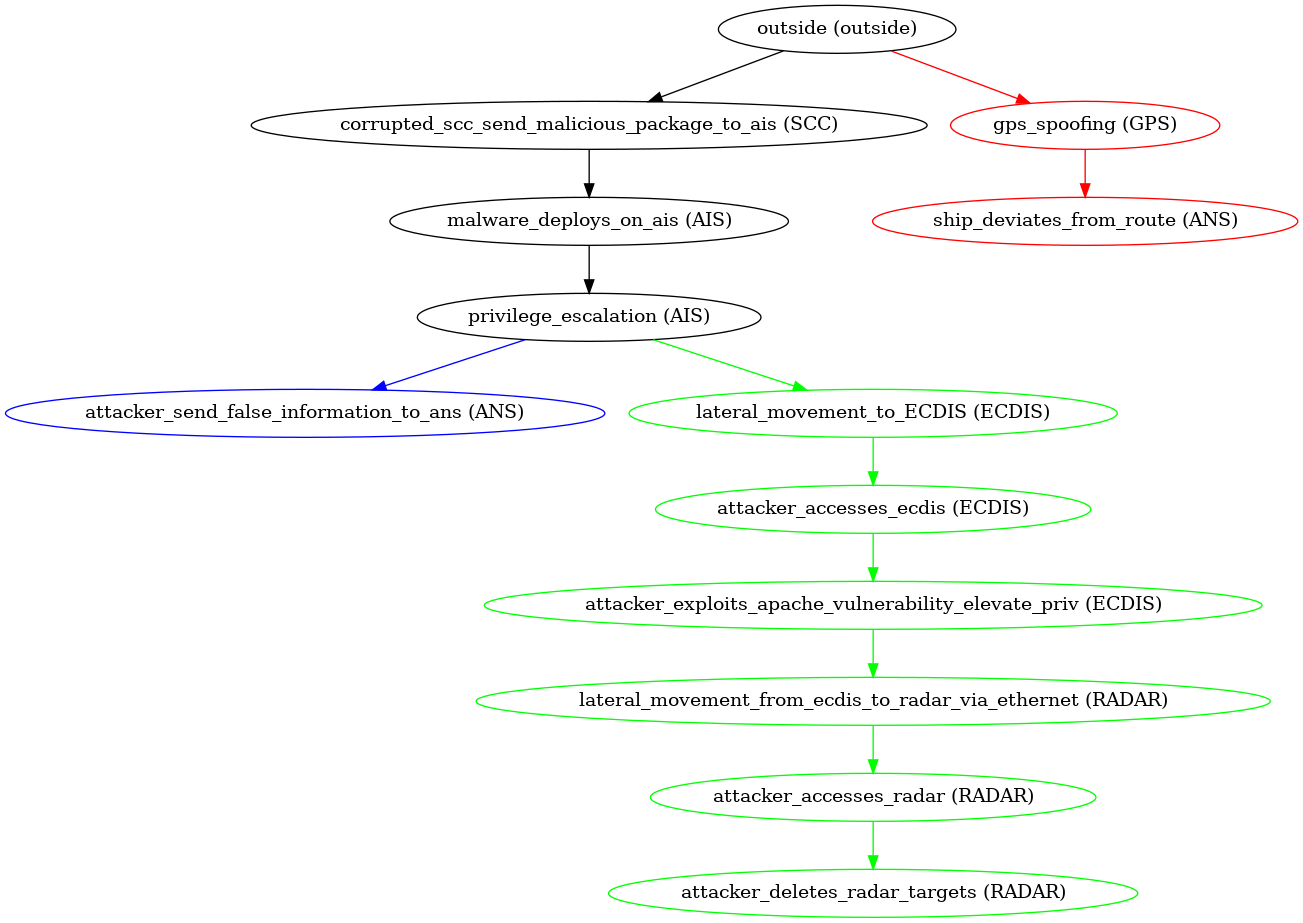 outside (outside)
corrupted_scc_send_malicious_package_to_ais (SCC)
gps_spoofing (GPS)
malware_deploys_on_ais (AIS)
ship_deviates_from_route (ANS)
privilege_escalation (AIS)
attacker_send_false_information_to_ans (ANS)
lateral_movement_to_ECDIS (ECDIS)
attacker_accesses_ecdis (ECDIS)
attacker_exploits_apache_vulnerability_elevate_priv (ECDIS)
lateral_movement_from_ecdis_to_radar_via_ethernet (RADAR)
attacker_accesses_radar (RADAR)
attacker_deletes_radar_targets (RADAR)